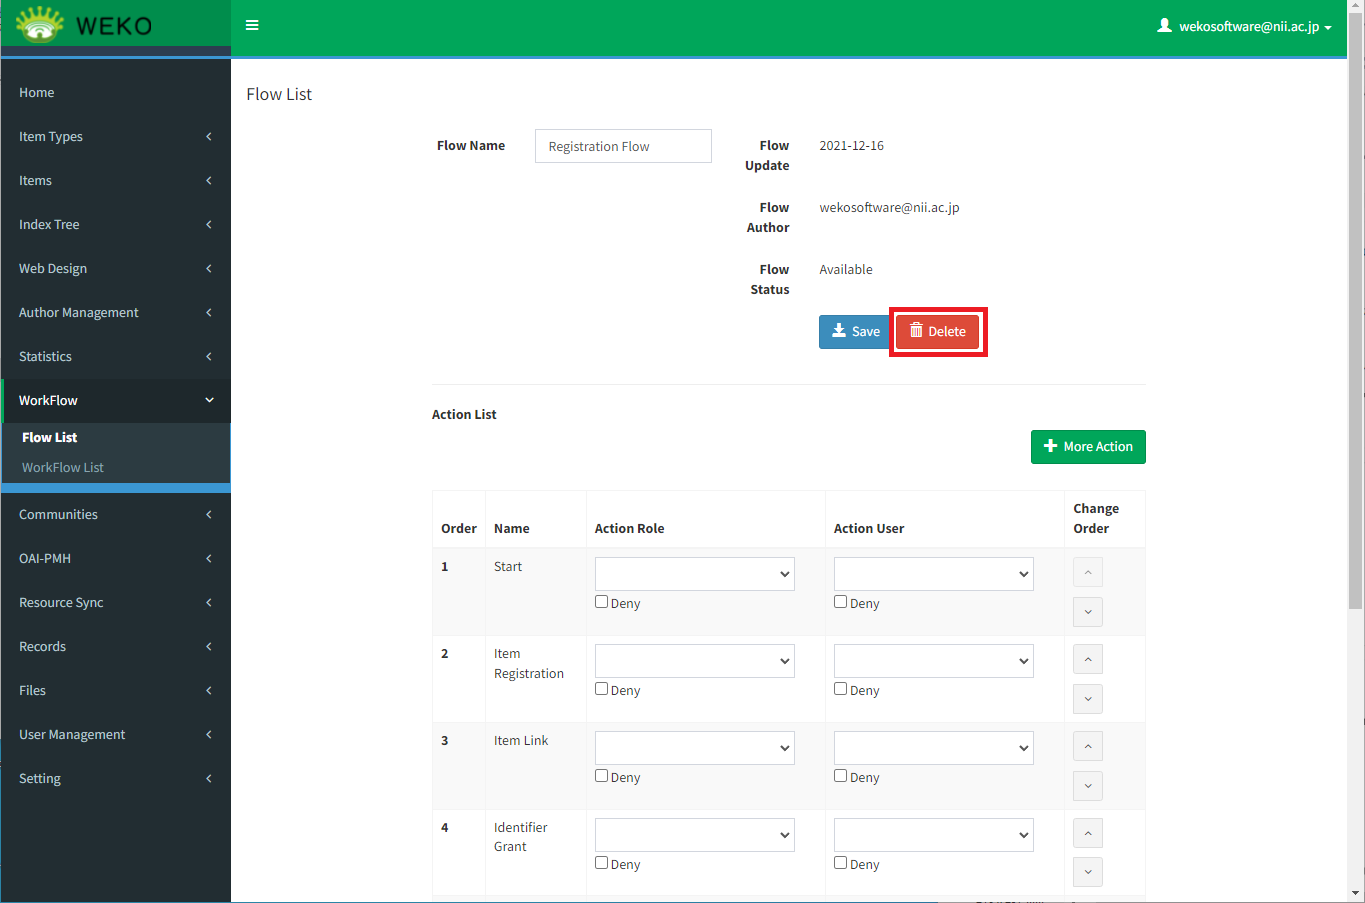 WEKO
wekosoftware@nii.ac.jp
Home
Item Types
Items
Index Tree
Web Design
Author Management
Statistics
WorkFlow
Flow List
WorkFlow List
Communities
OAI-PMH
Resource Sync
Records
Files
User Management
Setting
Flow List
Flow Name
Registration Flow
Flow
Update
2021-12-16
Flow
Author
wekosoftware@nii.ac.jp
Flow
Status
Available
Save
Delete
Action List
More Action
Order
Name
Action Role
Action User
Change
Order
1
Start
Deny
Deny
2
Item
Registration
Deny
Deny
3
Item Link
Deny
Deny
4
Identifier
Grant
Deny
Deny